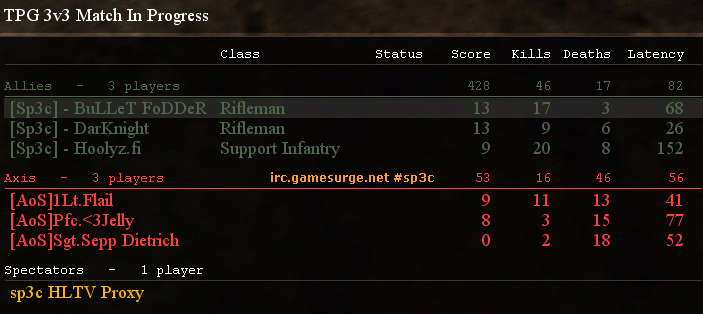 TPG 3v3 Match In Progress
Class Status Score Kills Deaths Latency
Allies - 3 players 428 46 17 82
[Sp3c] - BuLLeT FoDDeR Rifleman 13 17 3 68
[Sp3c] - DarKnight Rifleman 13 9 6 26
[Sp3c] - Hoolyz.fi Support Infantry 9 20 8 152
Axis - 3 players irc.gamesurge.net #sp3c 53 16 46 56
[AoS]1Lt.Flail 9 11 13 41
[AoS]Pfc.<3Jelly 8 3 15 77
[AoS]Sgt.Sepp Dietrich 0 2 18 52
Spectators - 1 player
sp3c HLTV Proxy